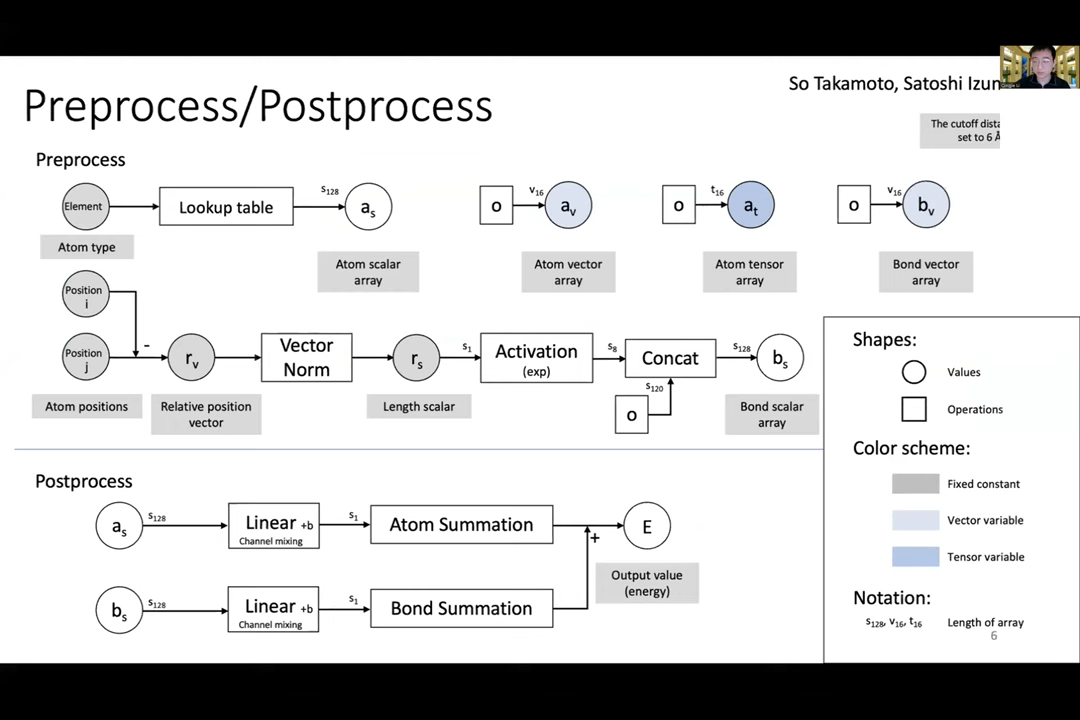 So Takamoto, Satoshi
Preprocess/Postprocess
The cutoff
set to 6
Preprocess
Element
Lookup table
s128
as
o
v16
av
o
t16
at
o
v16
bv
Atom type
Atom scalar
array
Atom vector
array
Atom tensor
array
Bond vector
array
Position
i
Position
j
-
rv
Vector
Norm
rs
s1
Activation
(exp)
s8
Concat
s128
bs
s120
o
Atom positions
Relative position
vector
Length scalar
Bond scalar
array
Shapes:
Values
Operations
Color scheme:
Fixed constant
Vector variable
Tensor variable
Notation:
s128, v16, t16
Length of array
6
Postprocess
as
s128
Linear +b
Channel mixing
s1
Atom Summation
+
E
Output value
(energy)
bs
s128
Linear +b
Channel mixing
s1
Bond Summation